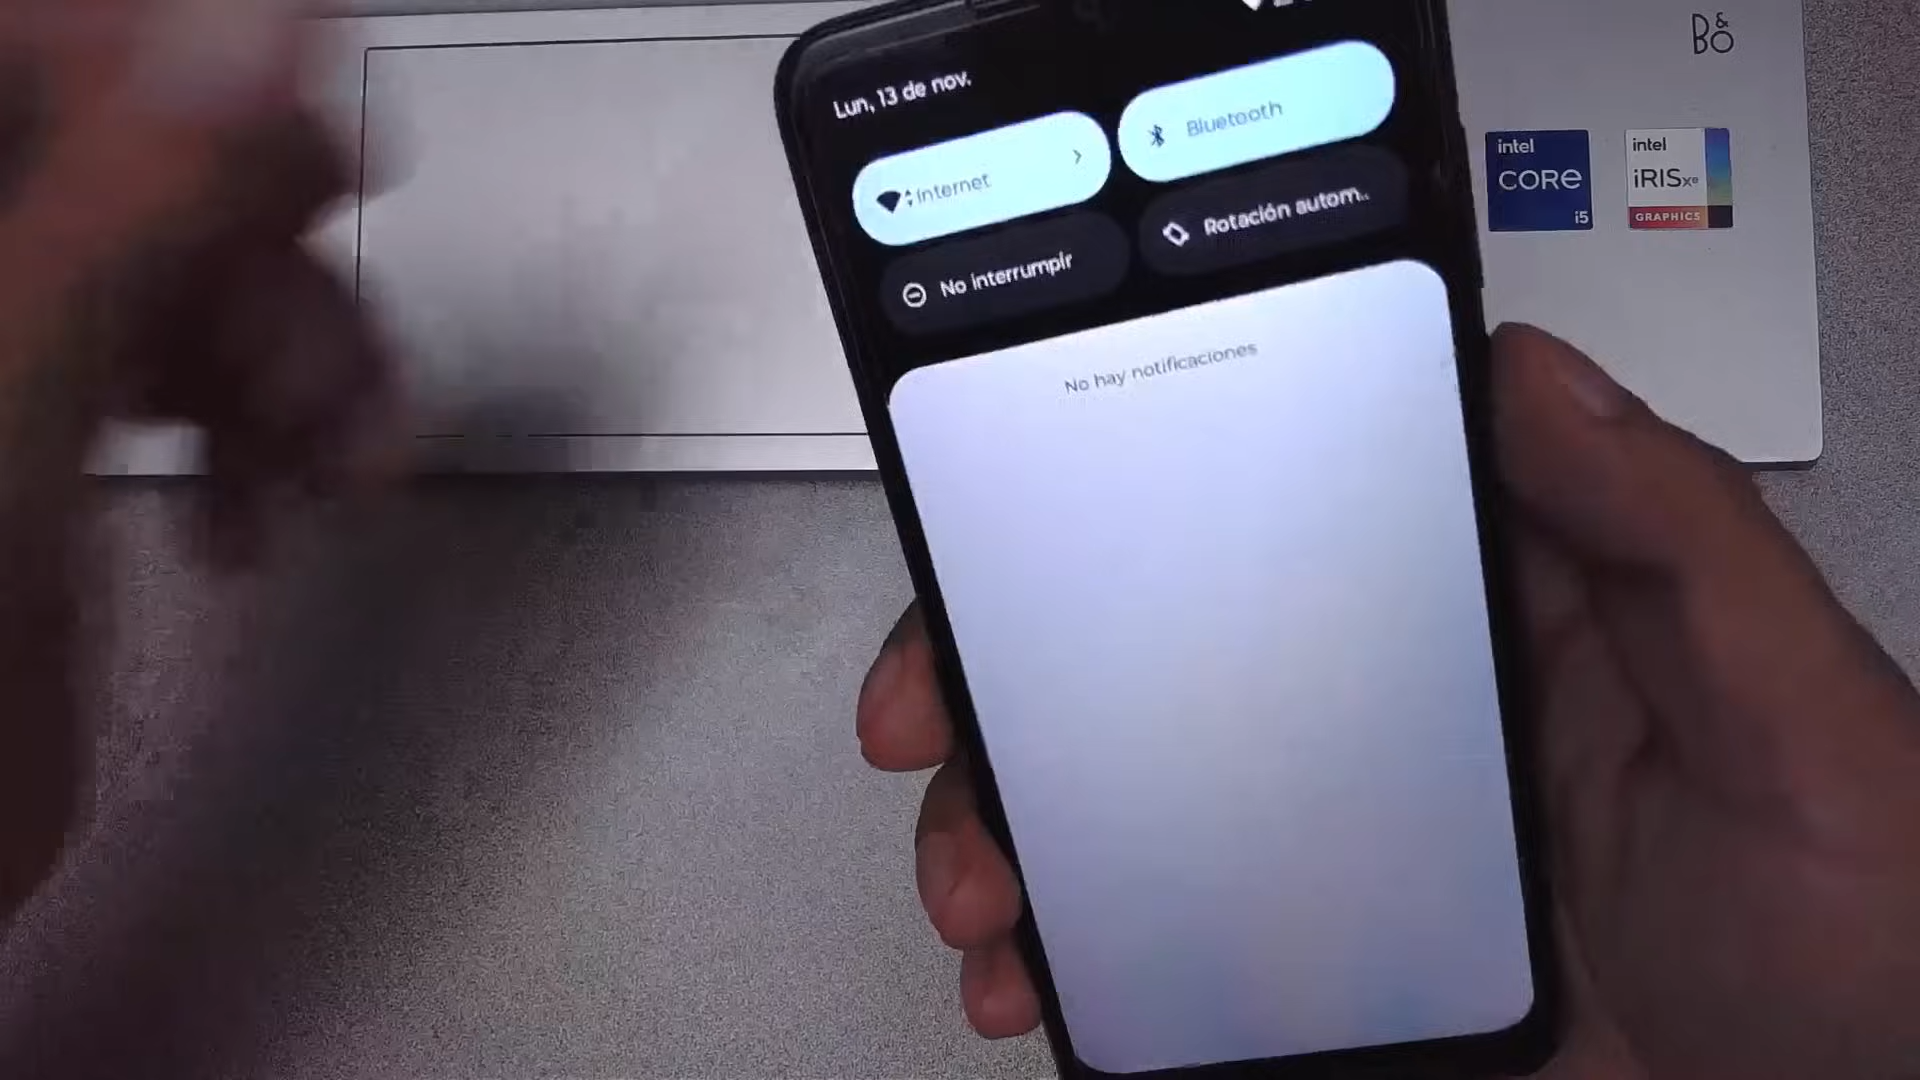 Lun, 13 de nov.
Internet
Bluetooth
No interrumpir
Rotación autom..
No hay notificaciones
B&O
intel
CORE
i5
intel
iRISxe
GRAPHICS